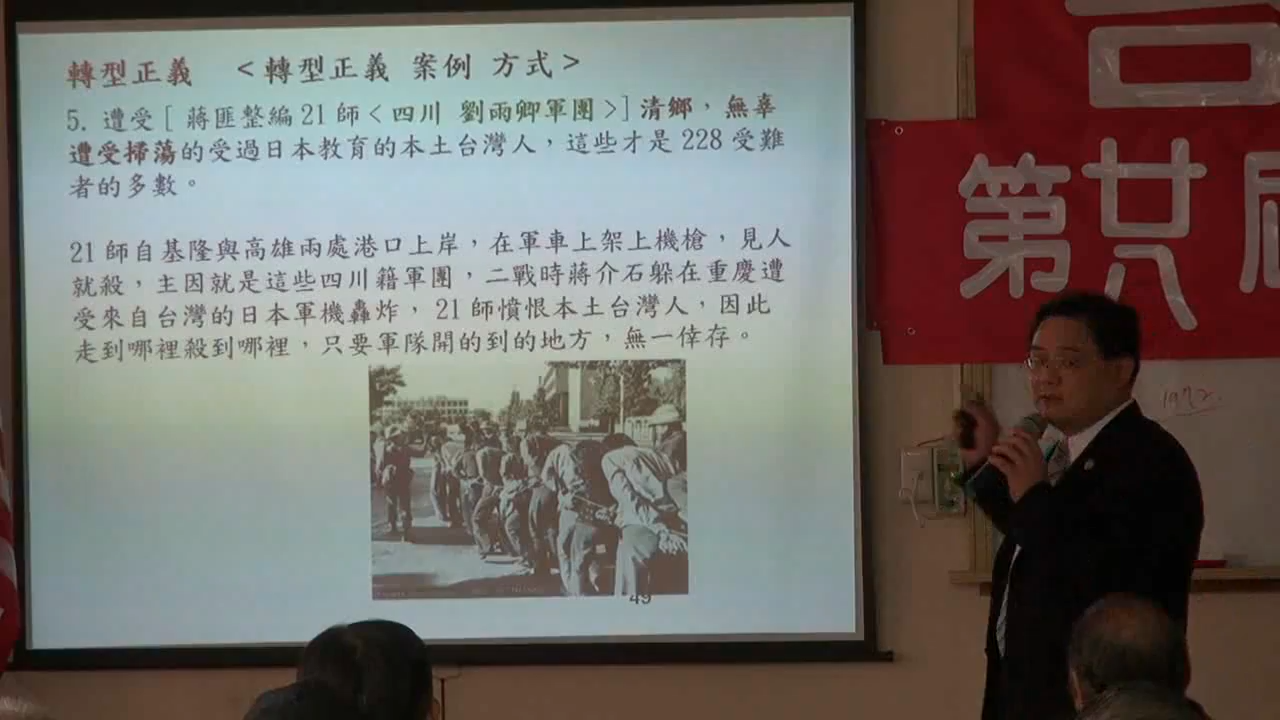 轉型正義 <轉型正義 案例 方式>
5. 遭受[蔣匪整編21師<四川 劉雨卿軍團>]清鄉，無辜
遭受掃蕩的受過日本教育的本土台灣人，這些才是228受難
者的多數。
21師自基隆與高雄兩處港口上岸，在軍車上架上機槍，見人
就殺，主因就是這些四川籍軍團，二戰時蔣介石躲在重慶遭
受來自台灣的日本軍機轟炸，21師憤恨本土台灣人，因此
走到哪裡殺到哪裡，只要軍隊開的到的地方，無一倖存。
49
第廿八屆
1972.